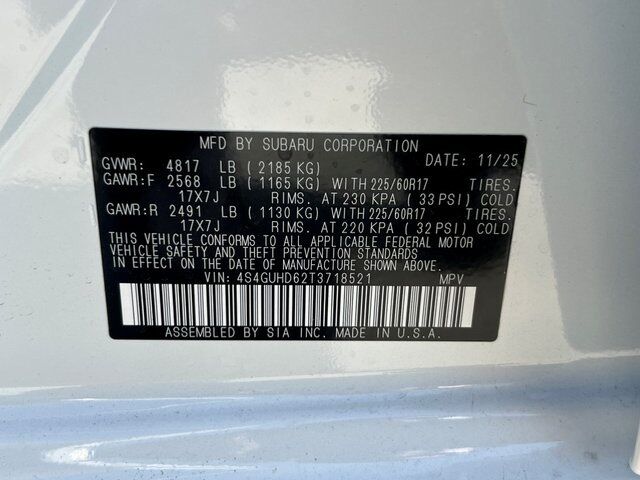 MFD BY SUBARU CORPORATION
GVWR: 4817 LB (2185 KG) DATE: 11/25
GAWR:F 2568 LB (1165 KG) WITH 225/60R17 TIRES.
17X7J RIMS. AT 230 KPA (33 PSI) COLD
GAWR:R 2491 LB (1130 KG) WITH 225/60R17 TIRES.
17X7J RIMS. AT 220 KPA (32 PSI) COLD
THIS VEHICLE CONFORMS TO ALL APPLICABLE FEDERAL MOTOR
VEHICLE SAFETY AND THEFT PREVENTION STANDARDS
IN EFFECT ON THE DATE OF MANUFACTURE SHOWN ABOVE.
VIN: 4S4GUHD62T3718521 MPV
ASSEMBLED BY SIA INC. MADE IN U.S.A.